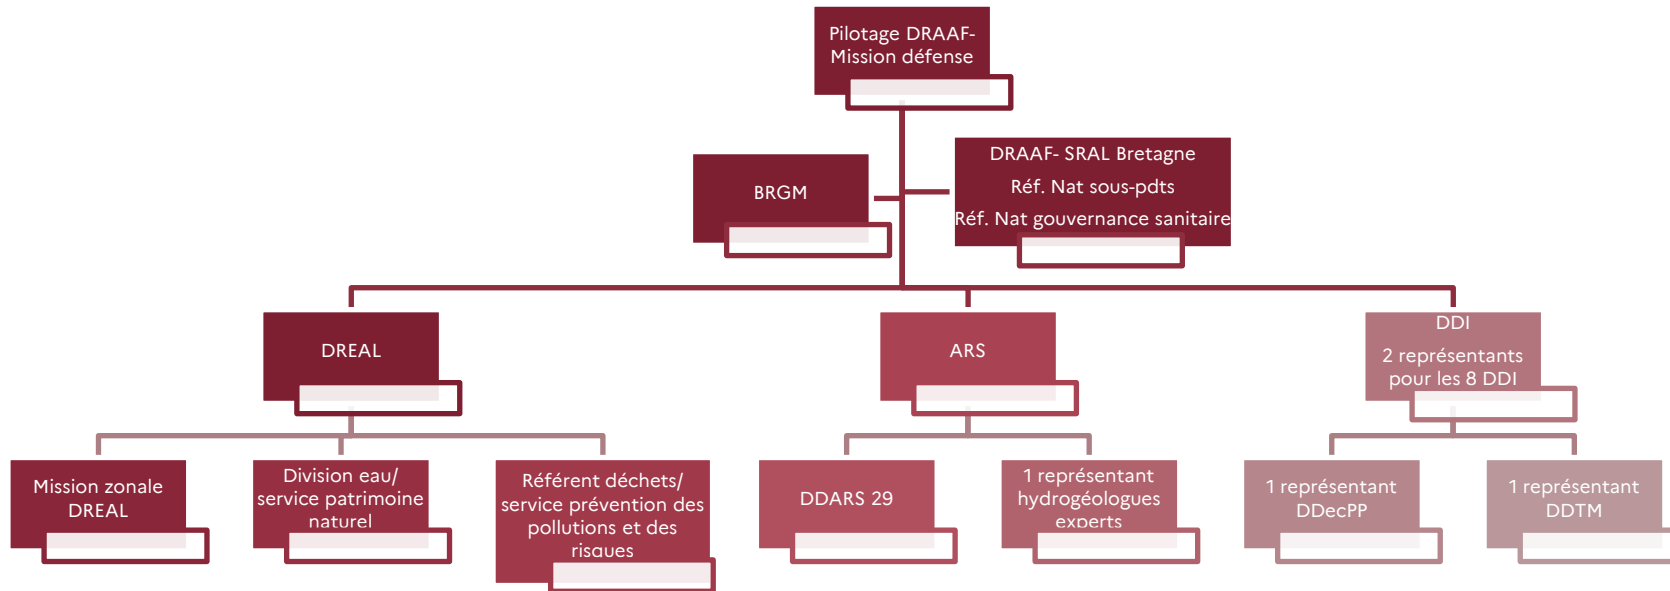 Pilotage DRAAF-
Mission défense
BRGM
DRAAF- SRAL Bretagne
Réf. Nat sous-pdts
Réf. Nat gouvernance sanitaire
DREAL
ARS
DDI
2 représentants
pour les 8 DDI
Mission zonale
DREAL
Division eau/
service patrimoine
naturel
Référent déchets/
service prévention des
pollutions et des
risques
DDARS 29
1 représentant
hydrogéologues
experts
1 représentant
DDecPP
1 représentant
DDTM